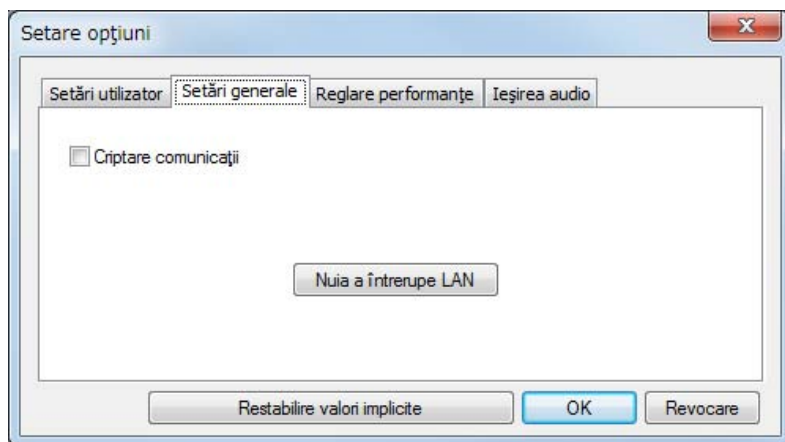 Setare opţiuni
Setări utilizator Setări generale Reglare performanţe Ieşirea audio
Criptare comunicaţii
Nuia a întrerupe LAN
Restabilire valori implicite OK Revocare